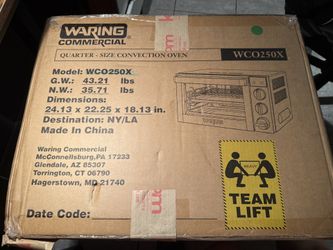 WARING
COMMERCIAL
QUARTER - SIZE CONVECTION OVEN
WCO250X
Model: WCO250X
G.W: 43.21 lbs
N.W: 35.71 lbs
Dimensions:
24.13 x 22.25 x 18.13 in.
Destination: NY/LA
Made In China
Waring Commercial
McConnellsburg, PA 17233
Glendale, AZ 85307
Torrington, CT 06790
Hagerstown, MD 21740
Date Code:
TEAM
LIFT